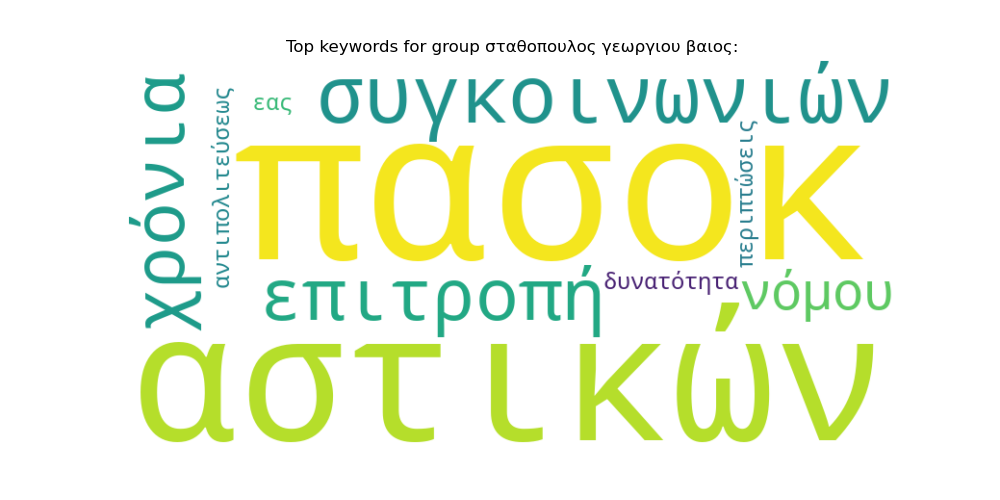 Top keywords for group σταθοπουλος γεωργιου βαιος:
χρόνια
αντιπολιτεύσεως
εας
συγκοινωνιών
πασοκ
περιπτώσεις
επιτροπή
δυνατότητα
νόμου
αστικών